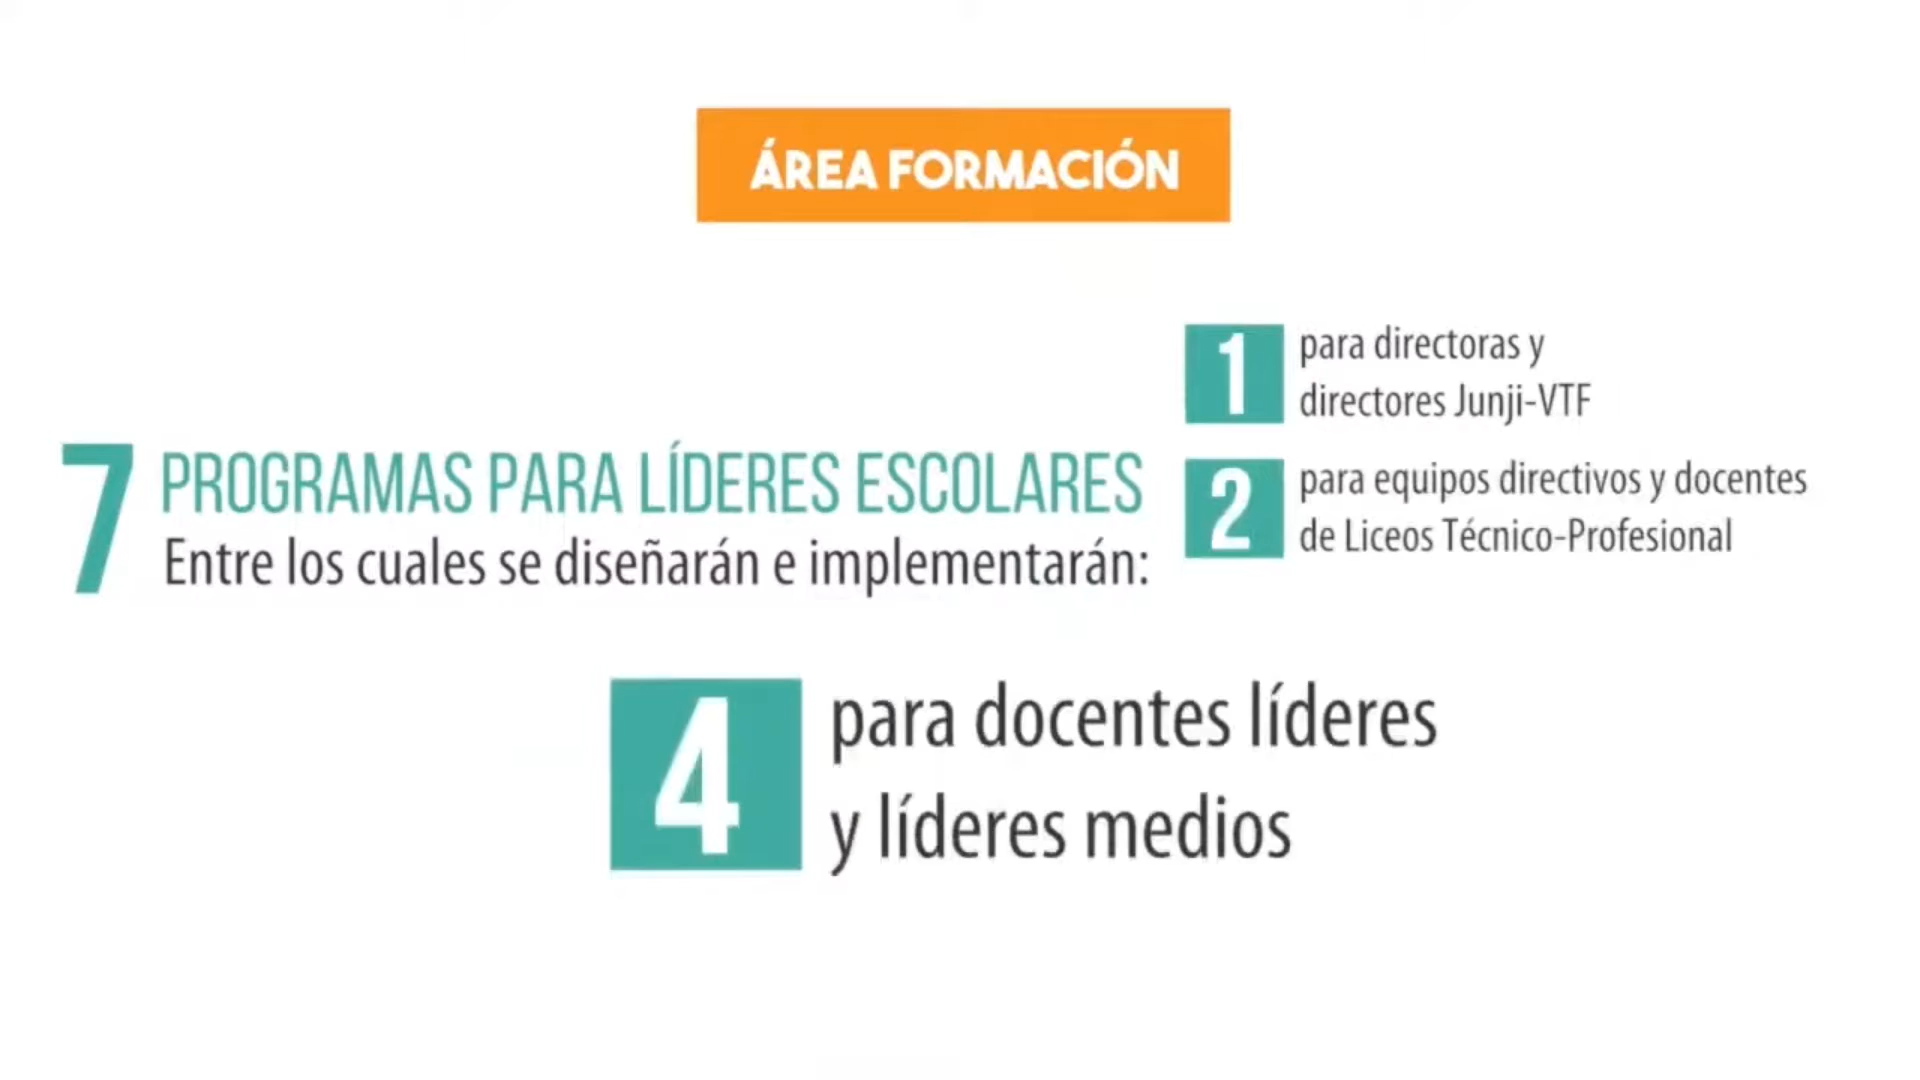 ÁREA FORMACIÓN
7
PROGRAMAS PARA LÍDERES ESCOLARES
Entre los cuales se diseñarán e implementarán:
1
para directoras y
directores Junji-VTF
2
para equipos directivos y docentes
de Liceos Técnico-Profesional
4
para docentes líderes
y líderes medios